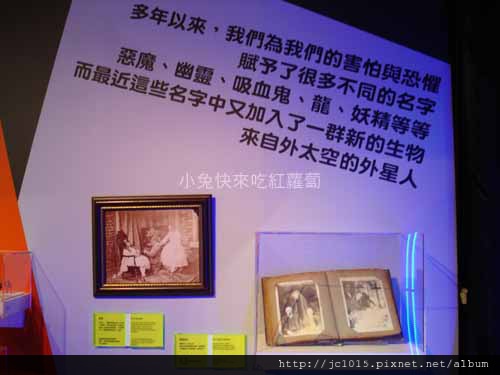 多年以來，我們為我們的害怕與恐懼
賦予了很多不同的名字
惡魔、幽靈、吸血鬼、龍、妖精等等
而最近這些名字中又加入了一群新的生物
來自外太空的外星人
小兔快來吃紅蘿蔔
http://jc1015.pixnet.net/album